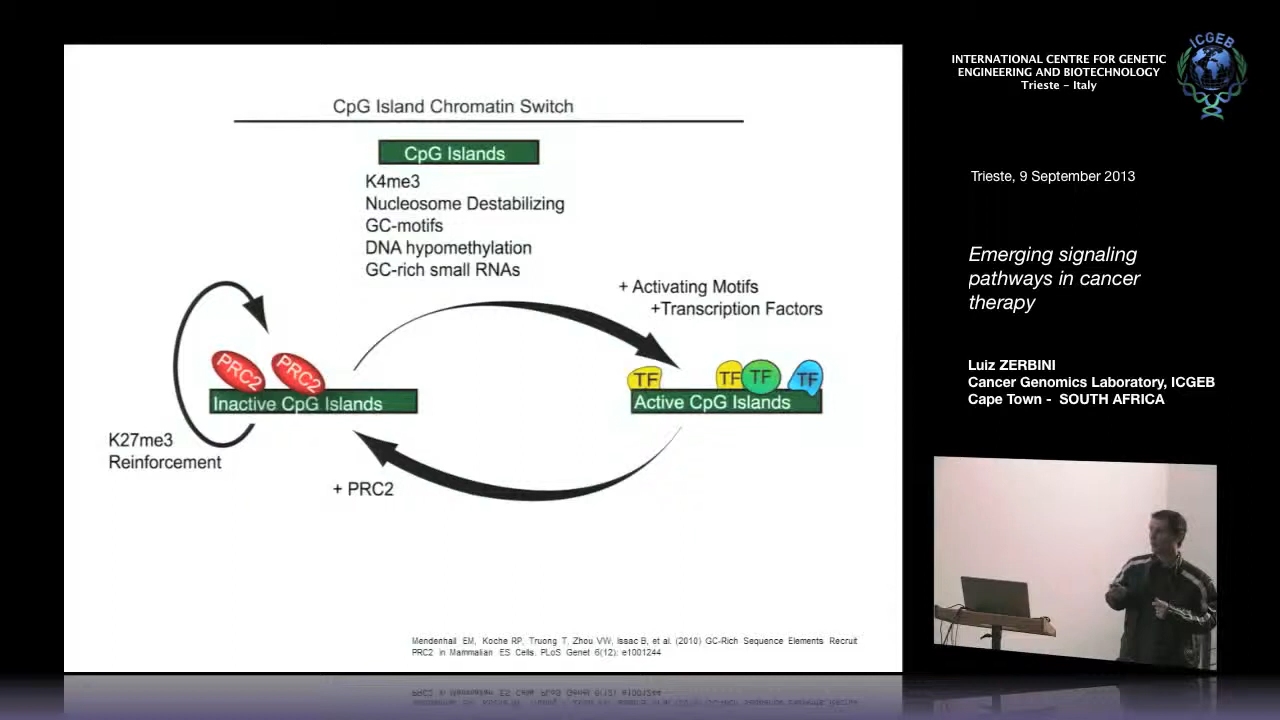 CpG Island Chromatin Switch
CpG Islands
K4me3
Nucleosome Destabilizing
GC-motifs
DNA hypomethylation
GC-rich small RNAs
+ Activating Motifs
+Transcription Factors
PRC2
PRC2
Inactive CpG Islands
TF
TF
TF
TF
Active CpG Islands
K27me3
Reinforcement
+ PRC2
Mendenhall EM, Koche RP, Truong T, Zhou VW, Issac B, et al. (2010) GC-Rich Sequence Elements Recruit
PRC2 in Mammalian ES Cells. PLoS Genet 6(12): e1001244
INTERNATIONAL CENTRE FOR GENETIC
ENGINEERING AND BIOTECHNOLOGY
Trieste - Italy
ICGEB
Trieste, 9 September 2013
Emerging signaling
pathways in cancer
therapy
Luiz ZERBINI
Cancer Genomics Laboratory, ICGEB
Cape Town - SOUTH AFRICA